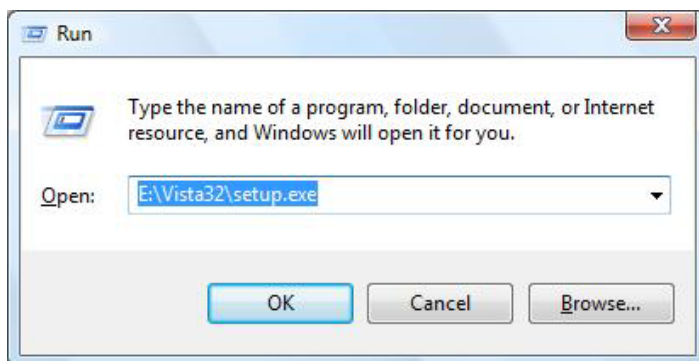 Run
Type the name of a program, folder, document, or Internet
resource, and Windows will open it for you.
Open: E:\Vista32\setup.exe
OK Cancel Browse...